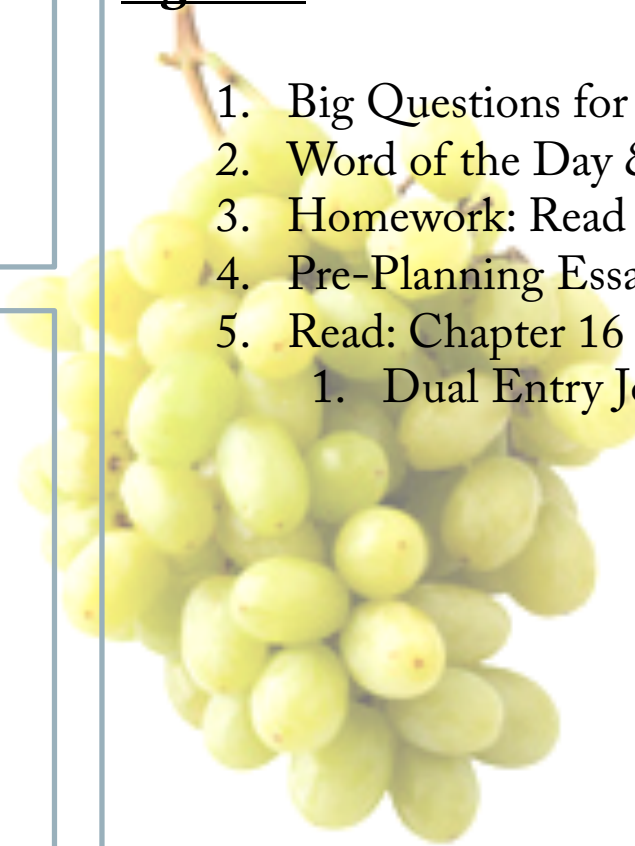 1. Big Questions for
2. Word of the Day &
3. Homework: Read
4. Pre-Planning
5. Read: Chapter 16
1. Dual Entry